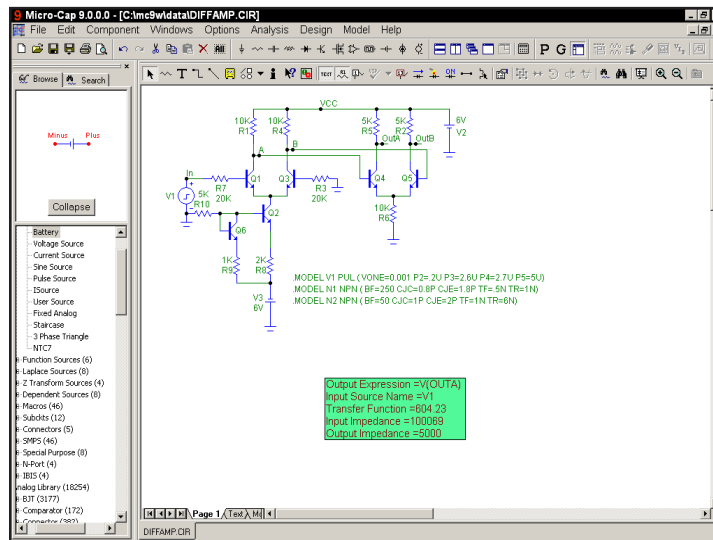 Micro-Cap 9.0.0.0 - [C:\mc9w\data\DIFFAMP.CIR]
File Edit Component Windows Options Analysis Design Model Help
P G
Browse Search
Minus Plus
Collapse
Battery
Voltage Source
Current Source
Sine Source
Pulse Source
ISource
User Source
Fixed Analog
Staircase
3 Phase Triangle
NTC7
Function Sources (6)
Laplace Sources (8)
Z Transform Sources (4)
Dependent Sources (8)
Macros (46)
Subckts (12)
Connectors (5)
SMPS (46)
Special Purpose (8)
N-Port (4)
IBIS (4)
nalog Library (18254)
BJT (3177)
Comparator (172)
Connector (382)
VCC
10K
R1
10K
R4
5K
R5
5K
R2
OutA
OutB
6V
V2
A
B
In
R7
20K
Q1
Q3
R3
20K
Q4
Q5
V1
5K
R10
Q2
Q6
10K
R6
1K
R9
2K
R8
V3
6V
.MODEL V1 PUL (VONE=0.001 P2=.2U P3=2.6U P4=2.7U P5=5U)
.MODEL N1 NPN (BF=250 CJC=0.8P CJE=1.8P TF=.5N TR=1N)
.MODEL N2 NPN (BF=50 CJC=1P CJE=2P TF=1N TR=6N)
Output Expression =V(OUTA)
Input Source Name =V1
Transfer Function =604.23
Input Impedance =100069
Output Impedance =5000
Page 1 Text
DIFFAMP.CIR